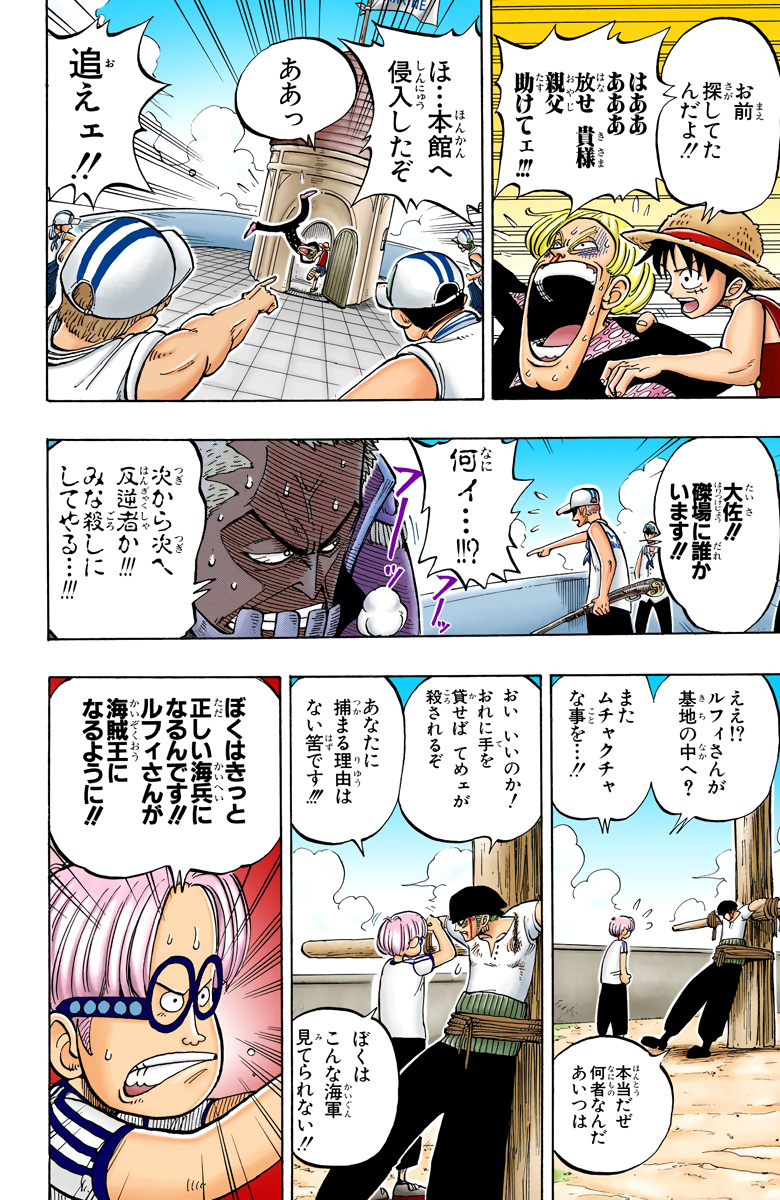 お前
探してた
んだよ!!
はああ
あああ
放せ 貴様
親父
助けてェ!!!
ほ…本館へ
侵入したぞ
ああっ
追えェ!!
大佐!!
磔場に誰か
います!!
何ィ…!!!?
フーーッ
フーーッ
次から次へ
反逆者か!!!
みな殺しに
してやる…!!!
ええ!?
ルフィさんが
基地の中へ?
また
ムチャクチャ
な事を…!!
本当だぜ
何者なんだ
あいつは
おい いいのか!
おれに手を
貸せば てめェが
殺されるぞ
あなたに
捕まる理由は
ない筈です!!!
ぼくは
こんな海軍
見てられない!!
ぼくはきっと
正しい海兵に
なるんです!!
ルフィさんが
海賊王に
なるように!!